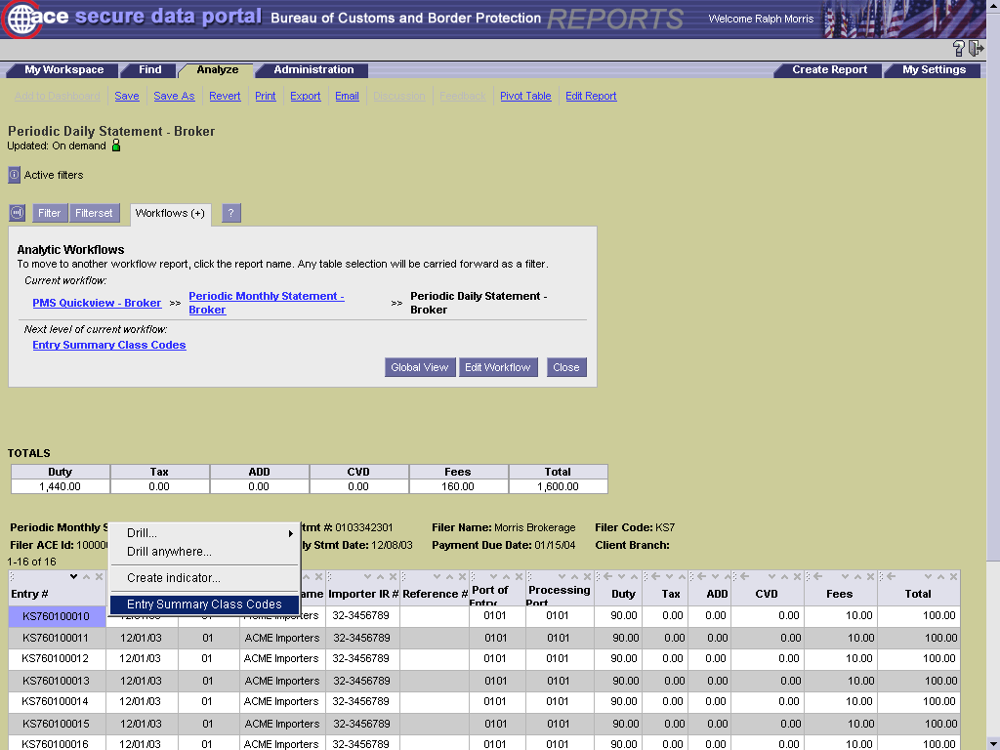 ace secure data portal Bureau of Customs and Border Protection REPORTS Welcome Ralph Morris
?
My Workspace Find Analyze Administration Create Report My Settings
Add to Dashboard Save Save As Revert Print Export Email Discussion Feedback Pivot Table Edit Report
Periodic Daily Statement - Broker
Updated: On demand
Active filters
Filter Filterset Workflows (+) ?
Analytic Workflows
To move to another workflow report, click the report name. Any table selection will be carried forward as a filter.
Current workflow:
PMS Quickview - Broker >> Periodic Monthly Statement - Broker >> Periodic Daily Statement - Broker
Next level of current workflow:
Entry Summary Class Codes
Global View Edit Workflow Close
TOTALS
Duty Tax ADD CVD Fees Total
1,440.00 0.00 0.00 0.00 160.00 1,600.00
Periodic Monthly S tmnt #: 0103342301 Filer Name: Morris Brokerage Filer Code: KS7
Filer ACE Id: 10000 ly Stmt Date: 12/08/03 Payment Due Date: 01/15/04 Client Branch:
1-16 of 16
Drill...
Drill anywhere...
Create indicator...
Entry Summary Class Codes
Entry # ame Importer IR # Reference # Port of Entry Processing Port Duty Tax ADD CVD Fees Total
KS760100010 12/01/03 01 ACME Importers 32-3456789 0101 0101 90.00 0.00 0.00 0.00 10.00 100.00
KS760100011 12/01/03 01 ACME Importers 32-3456789 0101 0101 90.00 0.00 0.00 0.00 10.00 100.00
KS760100012 12/01/03 01 ACME Importers 32-3456789 0101 0101 90.00 0.00 0.00 0.00 10.00 100.00
KS760100013 12/01/03 01 ACME Importers 32-3456789 0101 0101 90.00 0.00 0.00 0.00 10.00 100.00
KS760100014 12/01/03 01 ACME Importers 32-3456789 0101 0101 90.00 0.00 0.00 0.00 10.00 100.00
KS760100015 12/01/03 01 ACME Importers 32-3456789 0101 0101 90.00 0.00 0.00 0.00 10.00 100.00
KS760100016 12/01/03 01 ACME Importers 32-3456789 0101 0101 90.00 0.00 0.00 0.00 10.00 100.00